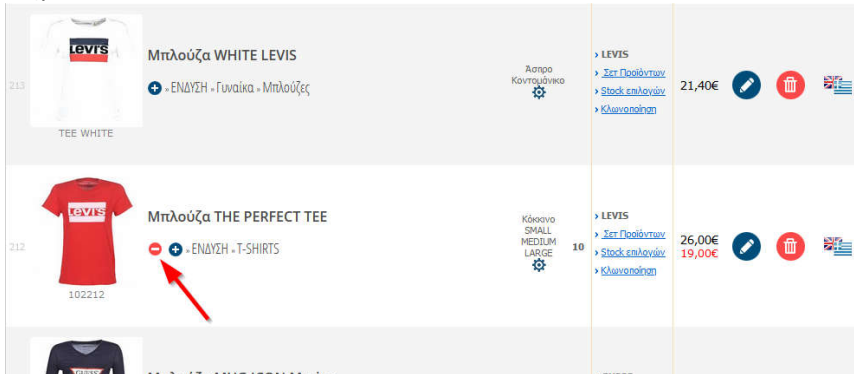 Levi's
Μπλούζα WHITE LEVIS
Άσπρο
Κοντομάνικο
› LEVIS
› Σετ Προϊόντων
› Stock επιλογών
› Κλωνοποίηση
213
» ΕΝΔΥΣΗ » Γυναίκα » Μπλούζες
21,40€
TEE WHITE
Levi's
Μπλούζα THE PERFECT TEE
Κόκκινο
SMALL
MEDIUM
LARGE
10
› LEVIS
› Σετ Προϊόντων
› Stock επιλογών
› Κλωνοποίηση
212
» ΕΝΔΥΣΗ » T-SHIRTS
26,00€
19,00€
102212
GUESS